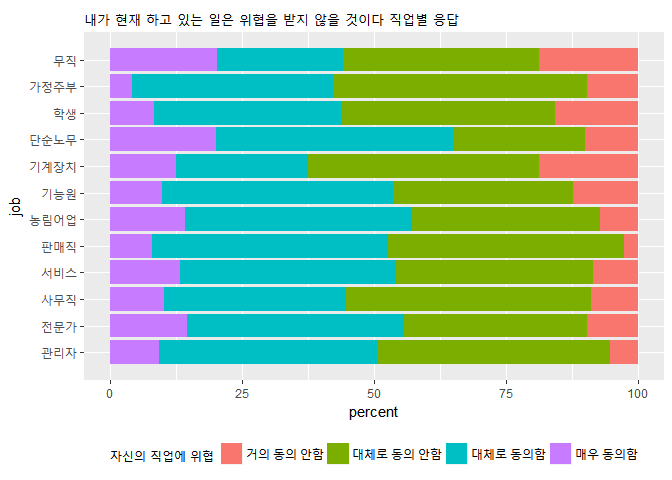 내가 현재 하고 있는 일은 위협을 받지 않을 것이다 직업별 응답
무직
가정주부
학생
단순노무
기계장치
기능원
농림어업
판매직
서비스
사무직
전문가
관리자
job
0 25 50 75 100
percent
자신의 직업에 위협 거의 동의 안함 대체로 동의 안함 대체로 동의함 매우 동의함